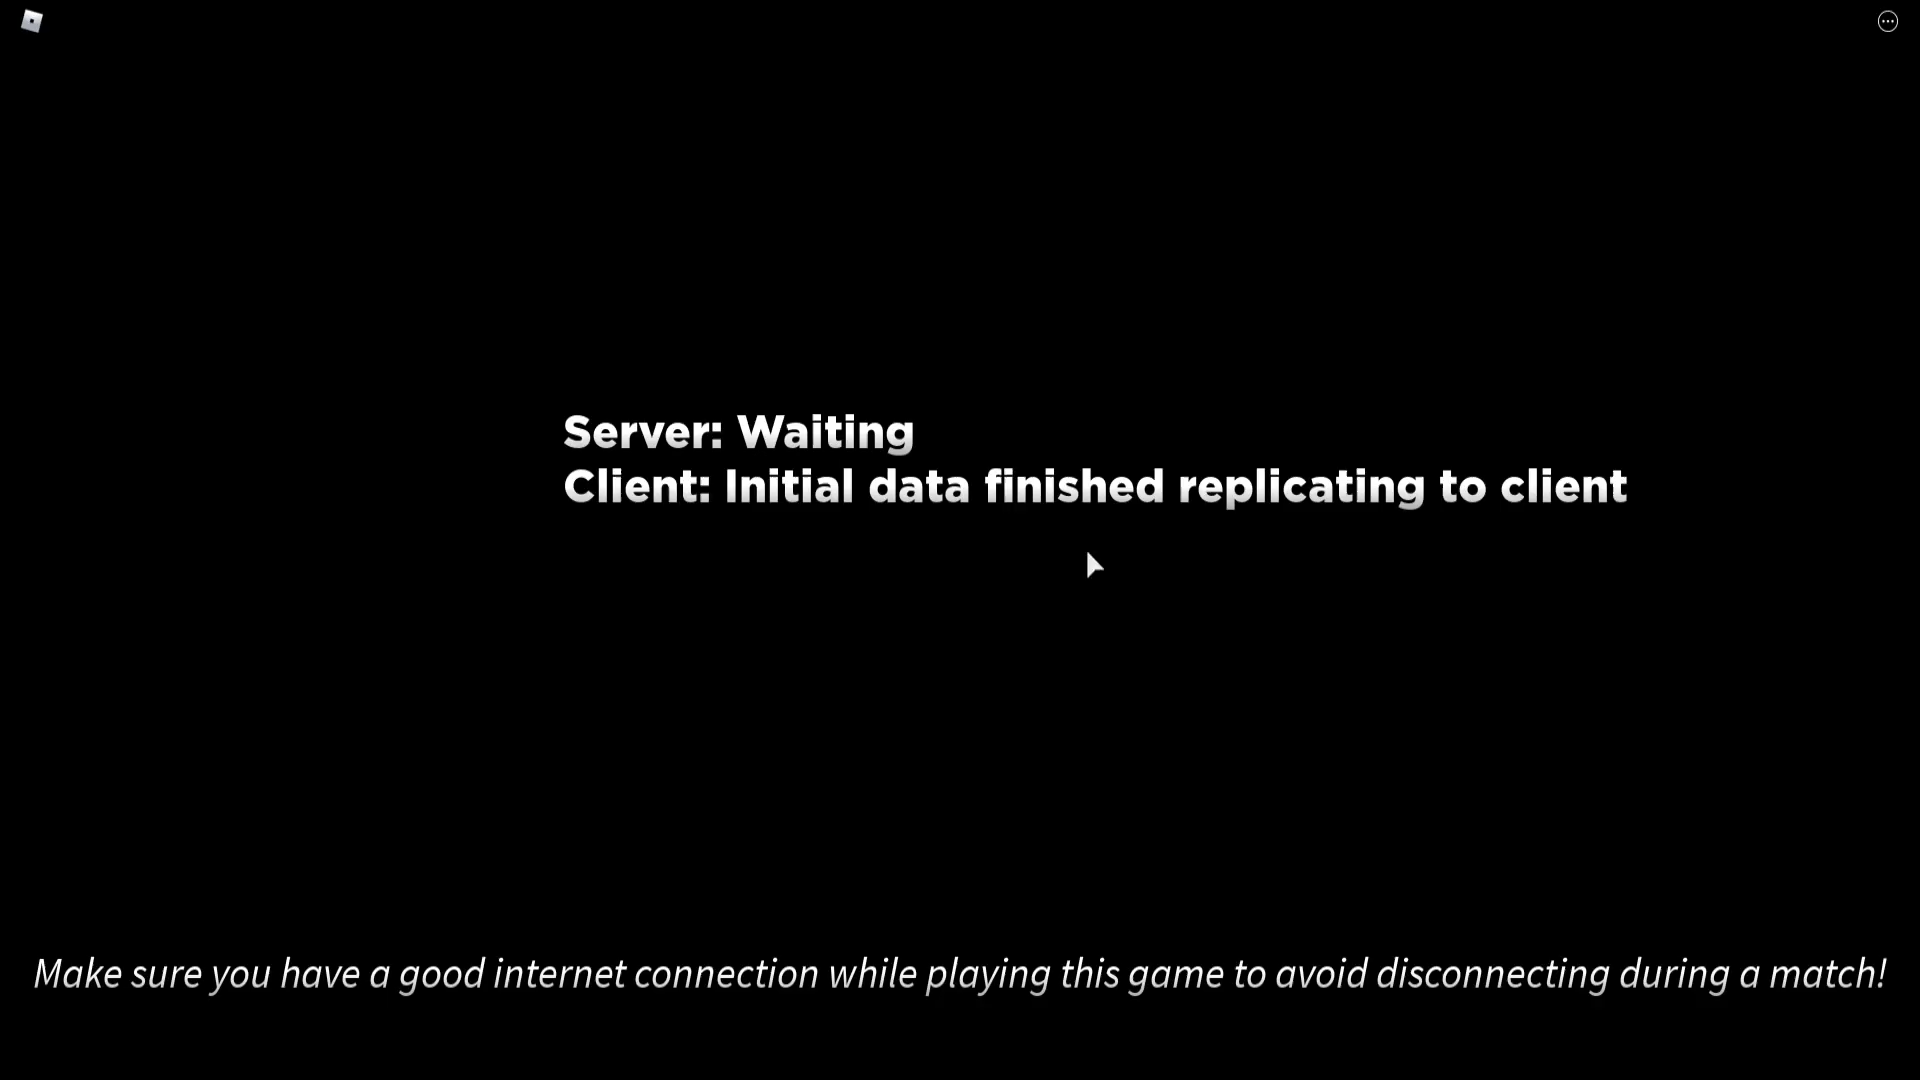 Server: Waiting
Client: Initial data finished replicating to client
Make sure you have a good internet connection while playing this game to avoid disconnecting during a match!